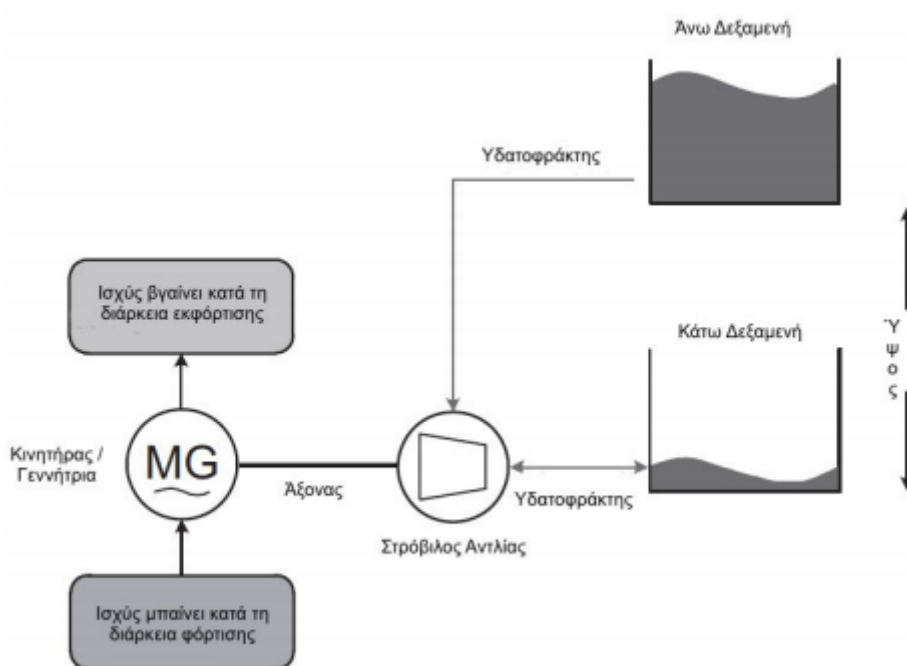 Άνω Δεξαμενή
Υδατοφράκτης
Ισχύς βγαίνει κατά τη
διάρκεια εκφόρτισης
Κάτω Δεξαμενή
Ύ
ψ
ο
ς
Κινητήρας /
Γεννήτρια
MG
Άξονας
Υδατοφράκτης
Στρόβιλος Αντλίας
Ισχύς μπαίνει κατά τη
διάρκεια φόρτισης